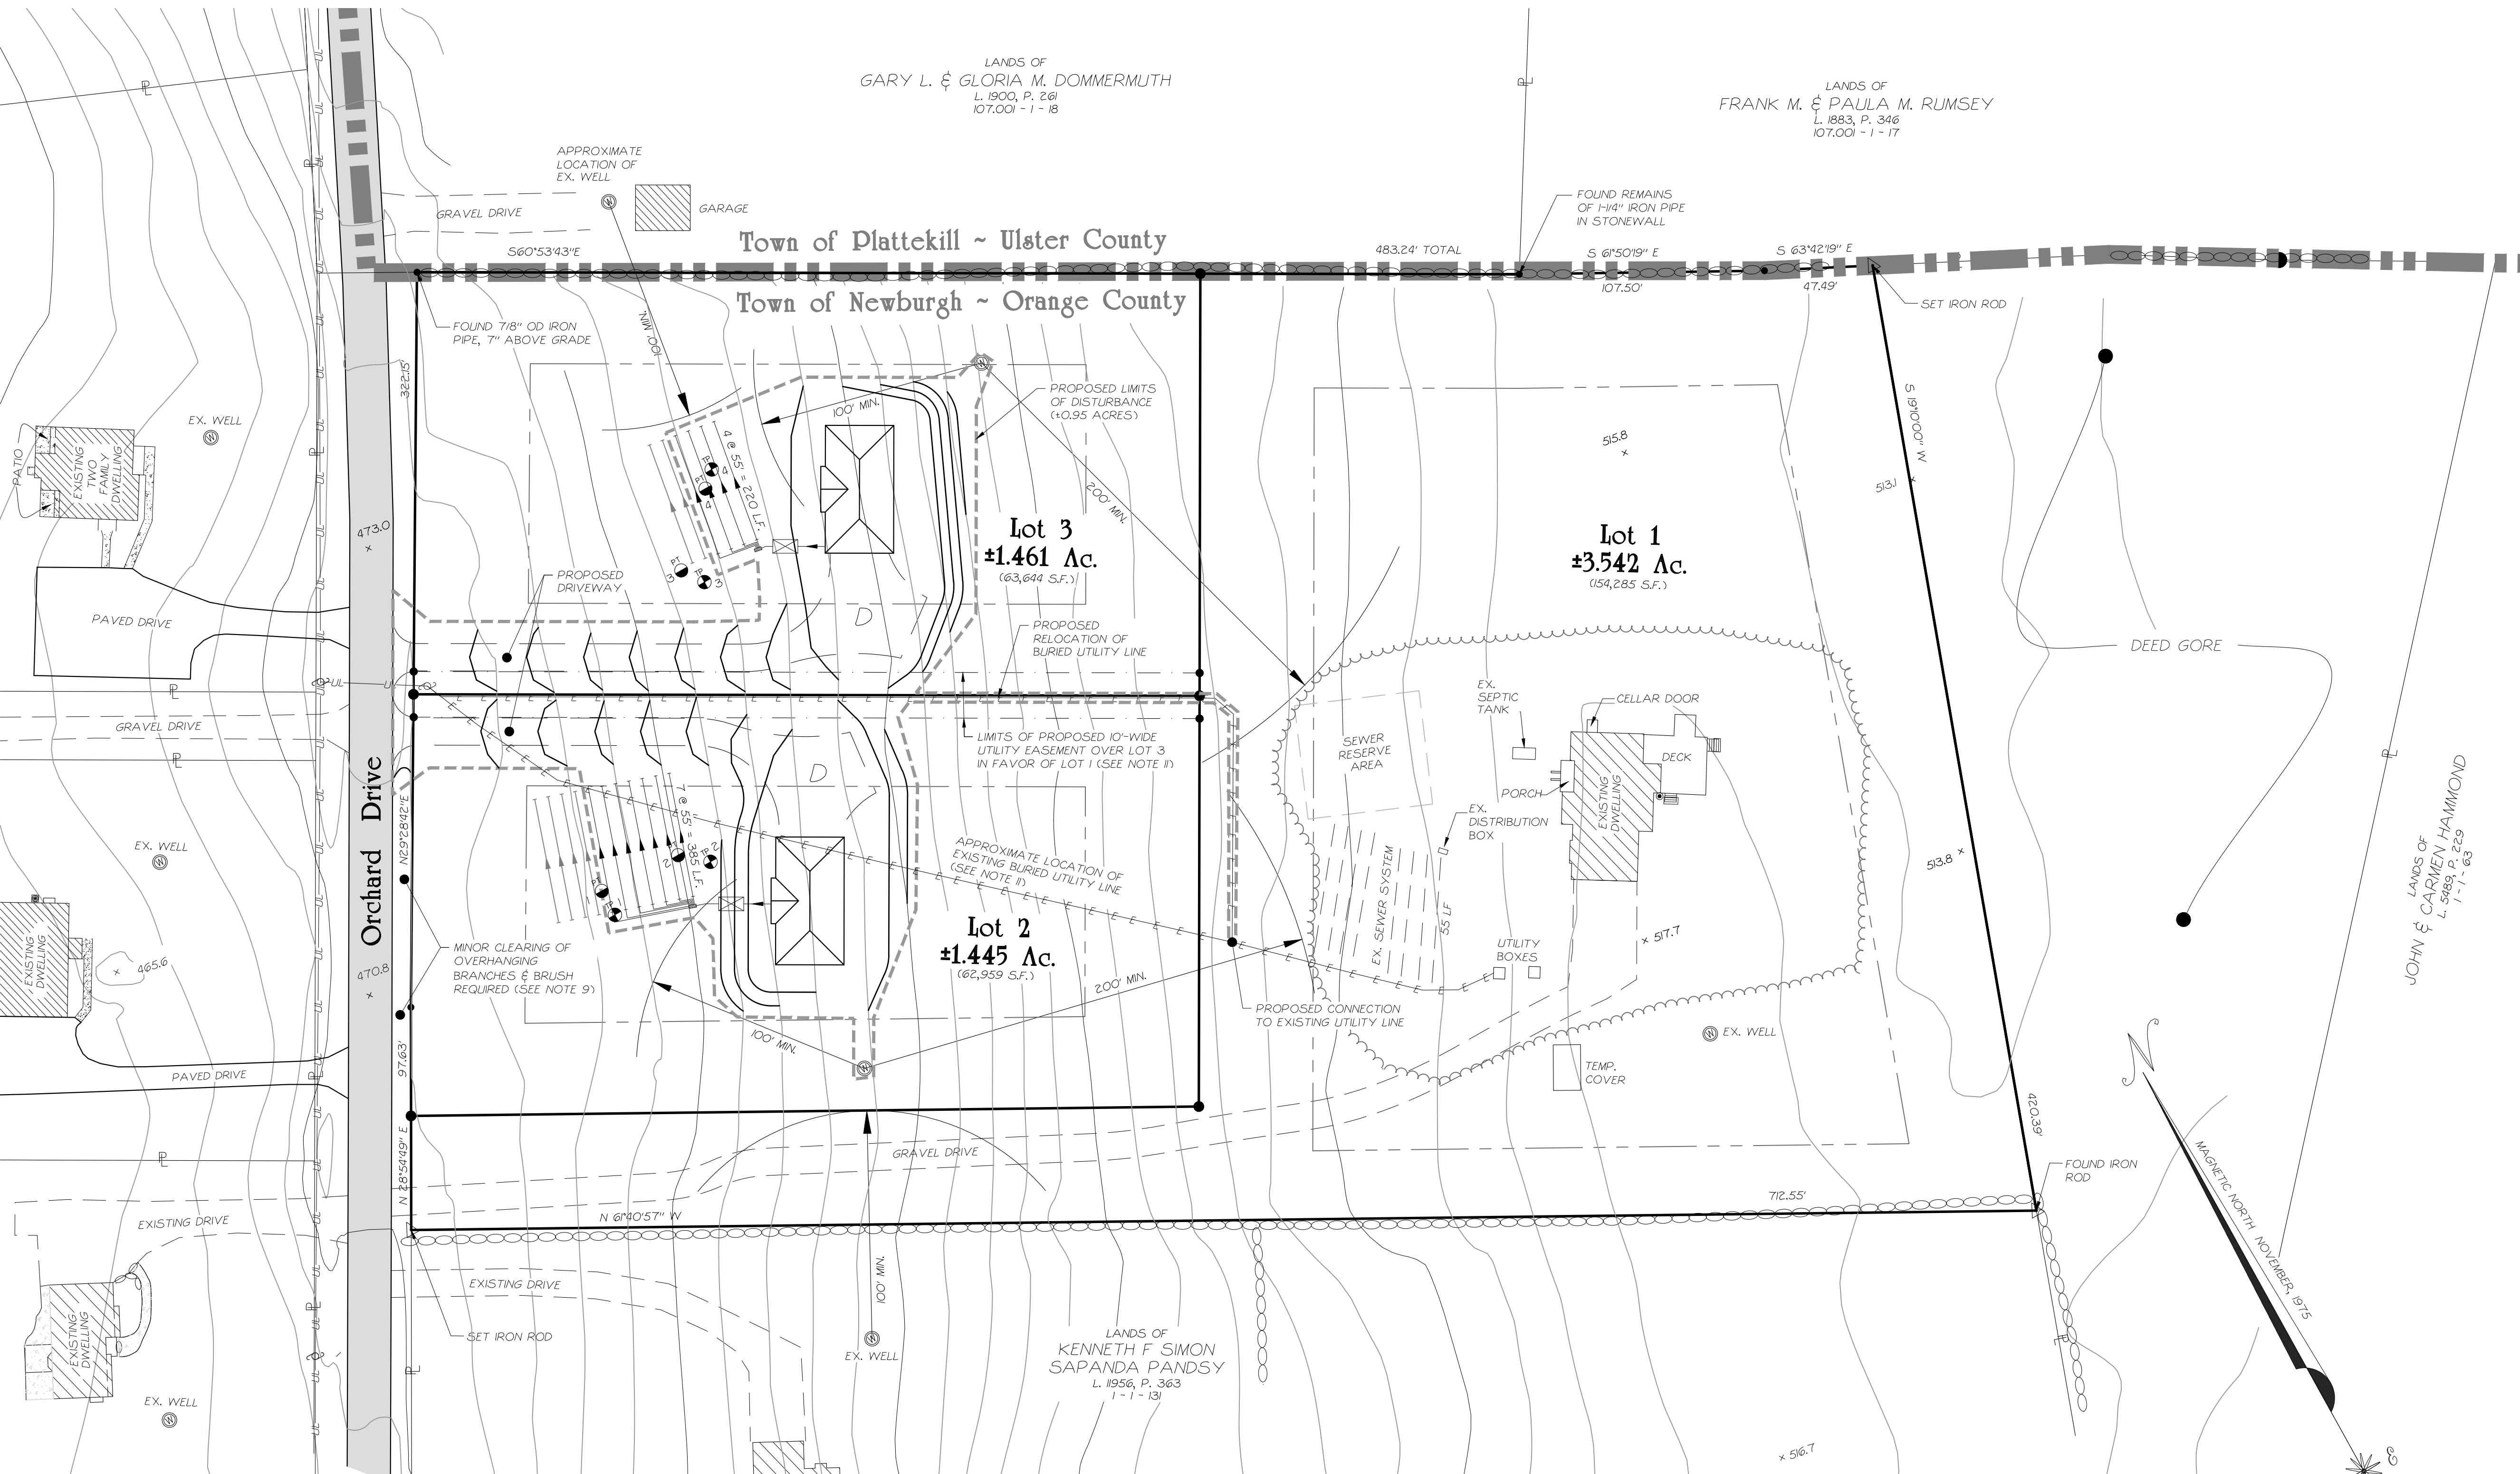 LANDS OF
GARY L. & GLORIA M. DOMMERMUTH
L. 1900, P. 261
107.001 - 1 - 18
LANDS OF
FRANK M. & PAULA M. RUMSEY
L. 1883, P. 346
107.001 - 1 - 17
APPROXIMATE
LOCATION OF
EX. WELL
GARAGE
GRAVEL DRIVE
FOUND REMAINS
OF 1-1/4" IRON PIPE
IN STONEWALL
S60°53'43"E
Town of Plattekill ~ Ulster County
483.24' TOTAL
S 61°50'19" E
S 63°42'19" E
107.50'
47.49'
Town of Newburgh ~ Orange County
SET IRON ROD
FOUND 7/8" OD IRON
PIPE, 7" ABOVE GRADE
100' MIN.
322.15'
PROPOSED LIMITS
OF DISTURBANCE
(±0.95 ACRES)
100' MIN.
S 19°10'00" W
EX. WELL
PATIO
EXISTING
TWO
FAMILY
DWELLING
515.8
513.1
4 @ 55' = 220 L.F.
TP
4
PT
4
200' MIN.
473.0
Lot 3
±1.461 Ac.
(63,644 S.F.)
Lot 1
±3.542 Ac.
(154,285 S.F.)
PT
3
TP
3
PROPOSED
DRIVEWAY
PAVED DRIVE
D
PROPOSED
RELOCATION OF
BURIED UTILITY LINE
DEED GORE
UL
UL
E E E E E E
EX.
SEPTIC
TANK
CELLAR DOOR
DECK
GRAVEL DRIVE
LIMITS OF PROPOSED 10'-WIDE
UTILITY EASEMENT OVER LOT 3
IN FAVOR OF LOT 1 (SEE NOTE 11)
SEWER
RESERVE
AREA
D
PORCH
EXISTING
DWELLING
EX.
DISTRIBUTION
BOX
Orchard Drive
N29°28'42"E
7 @ 55' = 385 L.F.
2
TP
2
APPROXIMATE LOCATION OF
EXISTING BURIED UTILITY LINE
(SEE NOTE 11)
EX. WELL
EX. SEWER SYSTEM
55 LF
513.8
LANDS OF
JOHN & CARMEN HAMMOND
L. 5489, P. 229
1 - 1 - 63
EXISTING
DWELLING
465.6
470.8
MINOR CLEARING OF
OVERHANGING
BRANCHES & BRUSH
REQUIRED (SEE NOTE 9)
Lot 2
±1.445 Ac.
(62,959 S.F.)
517.7
UTILITY
BOXES
200' MIN.
PROPOSED CONNECTION
TO EXISTING UTILITY LINE
100' MIN.
EX. WELL
TEMP.
COVER
97.63'
PAVED DRIVE
N
420.39'
N 28°54'49" E
GRAVEL DRIVE
FOUND IRON
ROD
MAGNETIC NORTH NOVEMBER, 1975
712.55'
N 61°40'57" W
EXISTING DRIVE
EXISTING DRIVE
100' MIN.
SET IRON ROD
EX. WELL
EXISTING
DWELLING
LANDS OF
KENNETH F SIMON
SAPANDA PANDSY
L. 11956, P. 363
1 - 1 - 131
EX. WELL
516.7